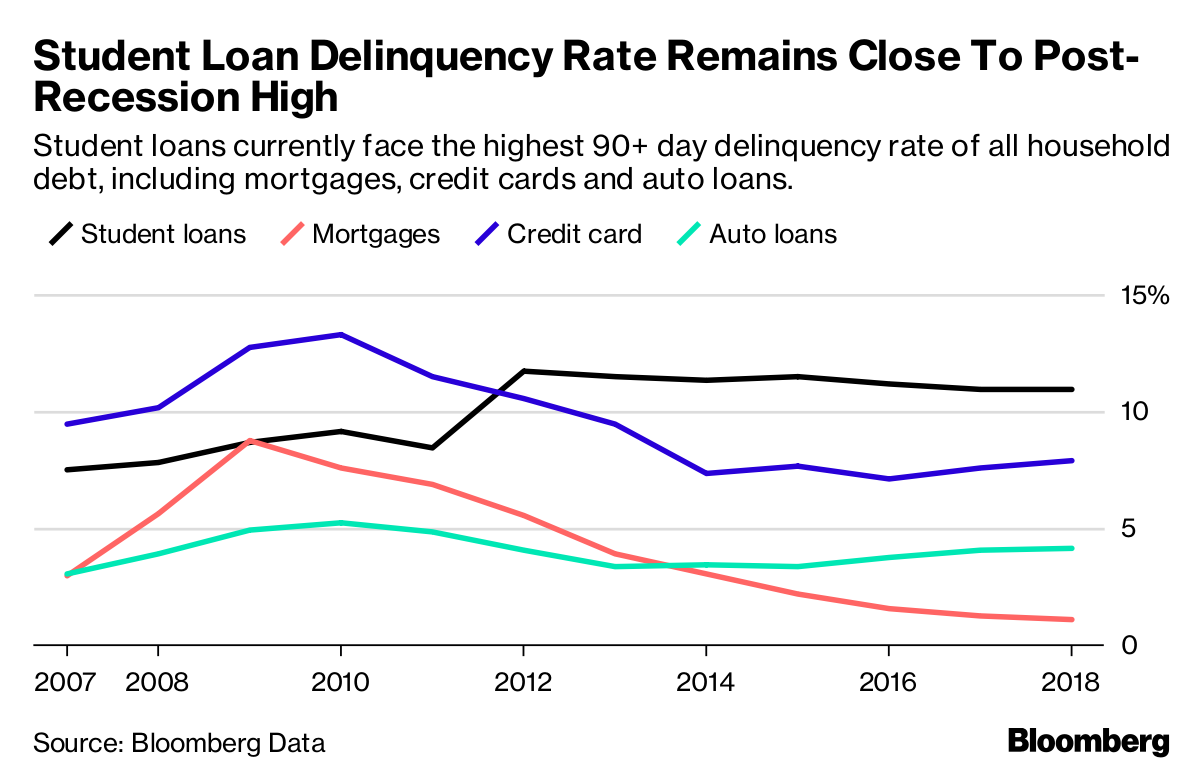 Student Loan Delinquency Rate Remains Close To Post-
Recession High
Student loans currently face the highest 90+ day delinquency rate of all household
debt, including mortgages, credit cards and auto loans.
Student loans Mortgages Credit card Auto loans
15%
10
5
0
2007 2008 2010 2012 2014 2016 2018
Source: Bloomberg Data Bloomberg